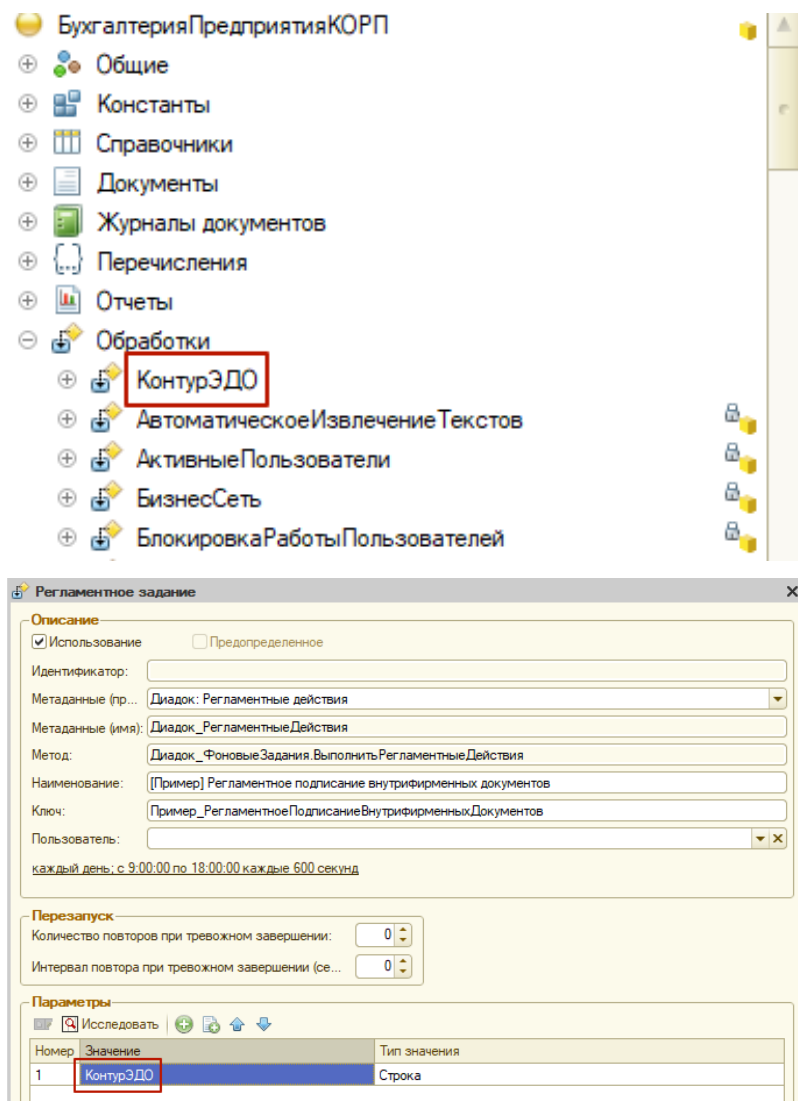 БухгалтерияПредприятияКОРП
Общие
Константы
Справочники
Документы
Журналы документов
Перечисления
Отчеты
Обработки
КонтурЭДО
АвтоматическоеИзвлечениеТекстов
АктивныеПользователи
БизнесСеть
БлокировкаРаботыПользователей
Регламентное задание
Описание
Использование Предопределенное
Идентификатор:
Метаданные (пр... Диадок: Регламентные действия
Метаданные (имя): Диадок_РегламентныеДействия
Метод: Диадок_ФоновыеЗадания.ВыполнитьРегламентныеДействия
Наименование: [Пример] Регламентное подписание внутрифирменных документов
Ключ: Пример_РегламентноеПодписаниеВнутрифирменныхДокументов
Пользователь:
каждый день; с 9:00:00 по 18:00:00 каждые 600 секунд
Перезапуск
Количество повторов при тревожном завершении: 0
Интервал повтора при тревожном завершении (се... 0
Параметры
Исследовать
Номер Значение Тип значения
1 КонтурЭДО Строка